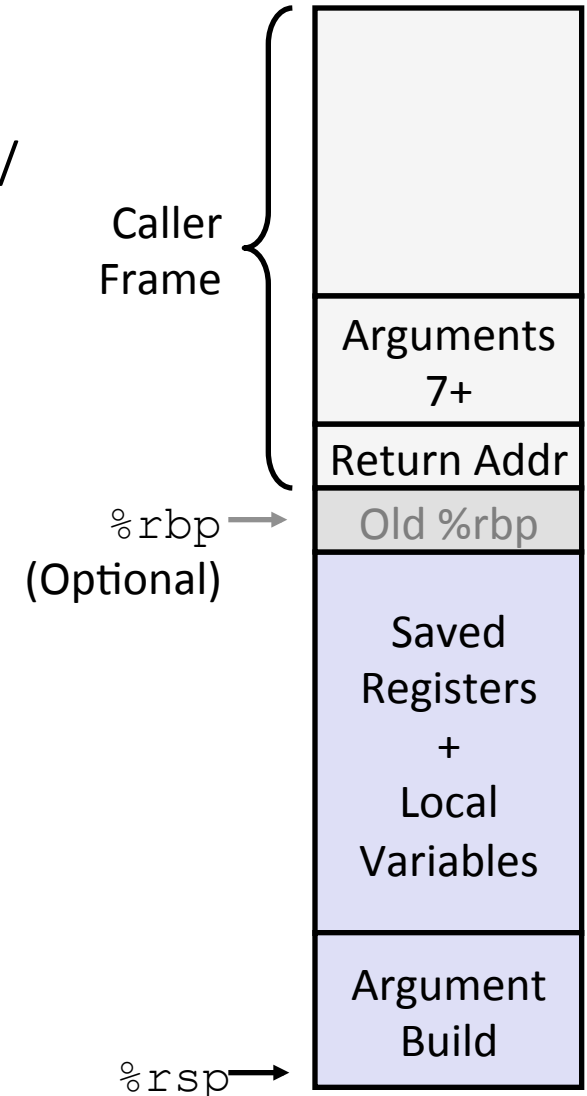 /
Caller
Frame
Arguments
7+
Return Addr
%rbp
(Optional)
Old %rbp
Saved
Registers
+
Local
Variables
Argument
Build
%rsp